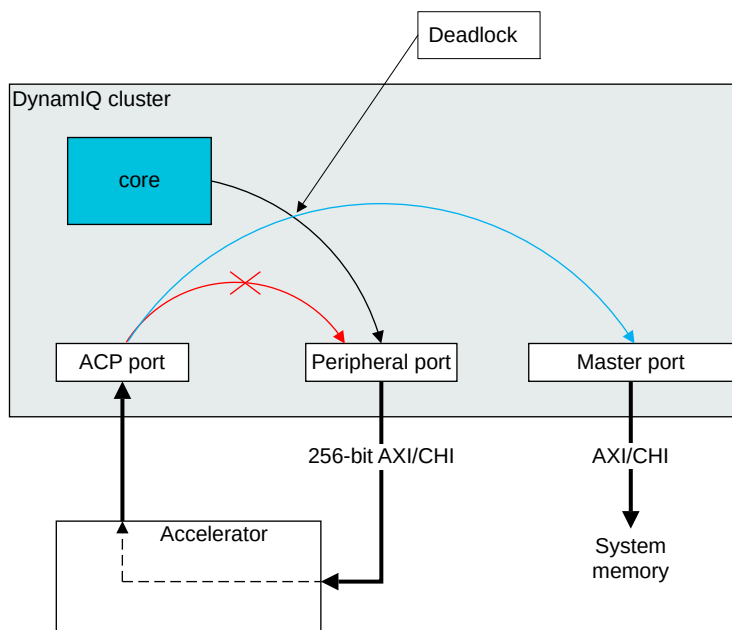 Deadlock
DynamIQ cluster
core
ACP port
Peripheral port
Master port
256-bit AXI/CHI
AXI/CHI
Accelerator
System
memory